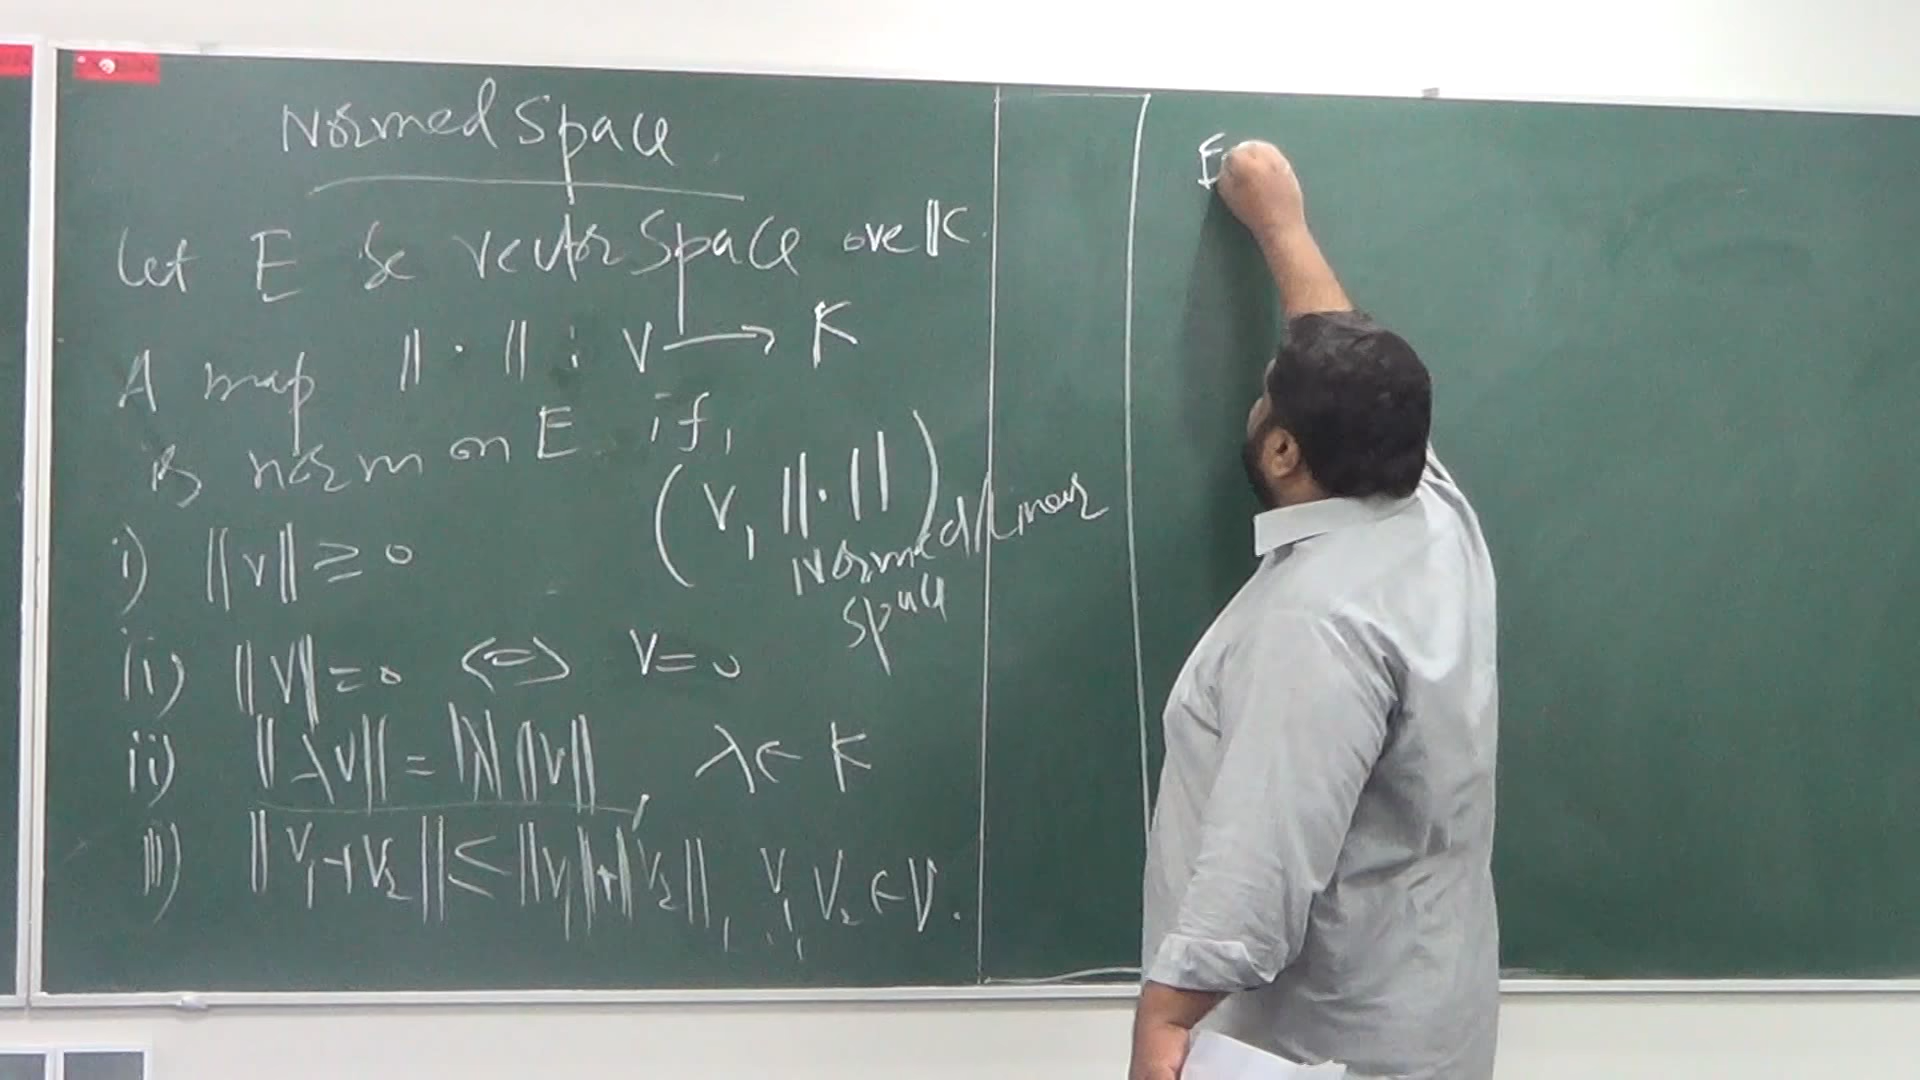 Normed Space
Let E be vector Space ove K.
A map ||·|| : V → K
is norm on E if,
(V, ||·||)
Normed/Linear
Space
i) ||v|| ≥ 0
ii) ||V|| = 0 <=> V=0
ii) ||λv|| = |λ| ||v||, λ∈ K
iii) ||V₁+V₂|| ≤ ||V₁||+||V₂||, V₁, V₂ ∈ V.
E